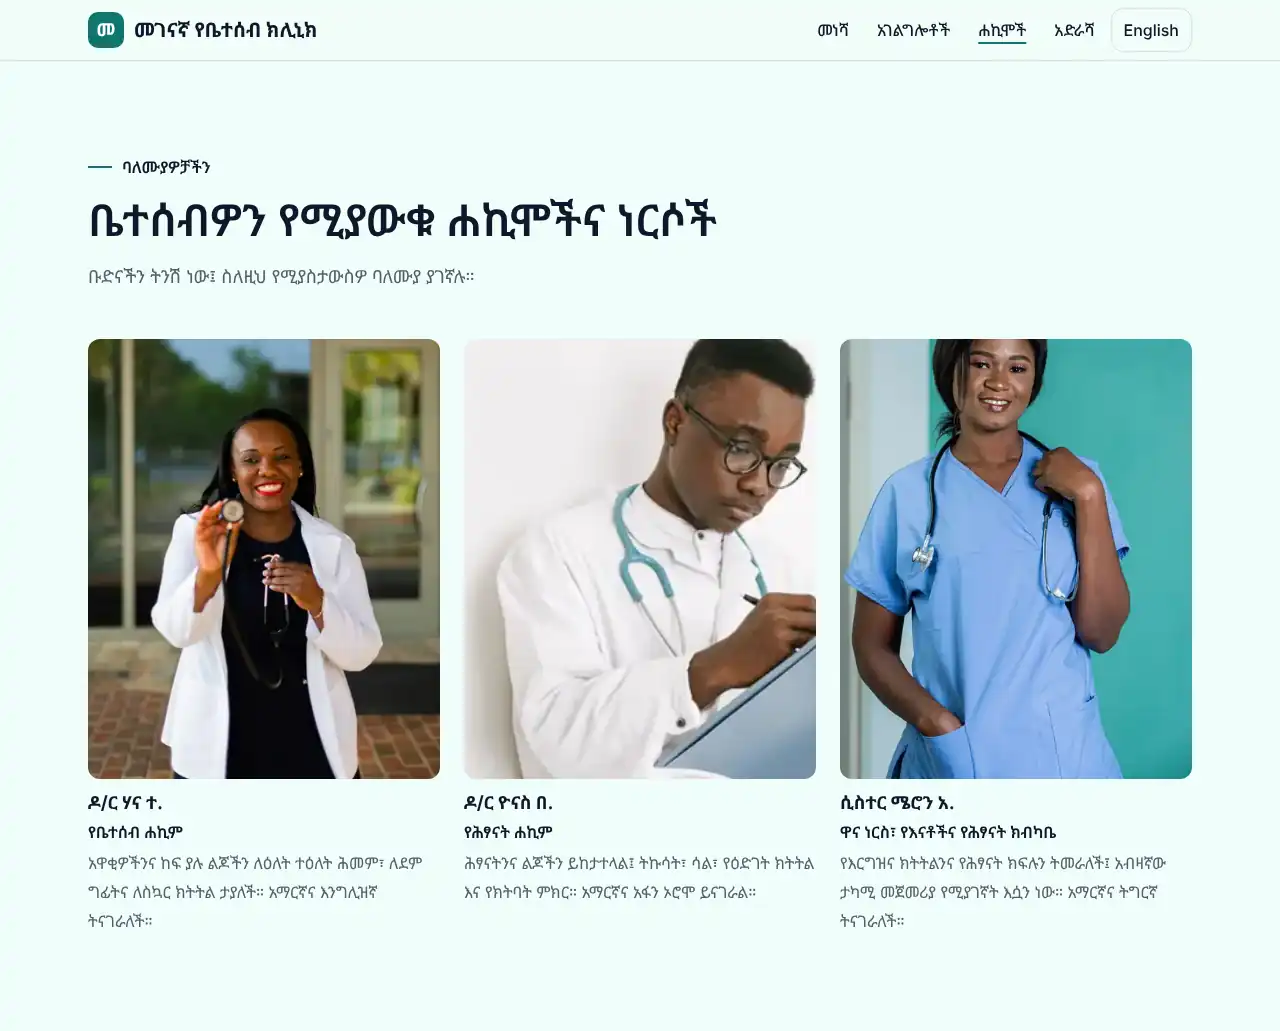 መ መገናኛ የቤተሰብ ክሊኒክ
መነሻ አገልግሎቶች ሐኪሞች አድራሻ English
ባለሙያዎቻችን
ቤተሰብዎን የሚያውቁ ሐኪሞችና ነርሶች
ቡድናችን ትንሽ ነው፤ ስለዚህ የሚያስታውስዎ ባለሙያ ያገኛሉ።
ዶ/ር ሃና ተ.
የቤተሰብ ሐኪም
አዋቂዎችንና ከፍ ያሉ ልጆችን ለዕለት ተዕለት ሕመም፣ ለደም
ግፊትና ለስኳር ክትትል ታያለች። አማርኛና እንግሊዝኛ
ትናገራለች።
ዶ/ር ዮናስ በ.
የሕፃናት ሐኪም
ሕፃናትንና ልጆችን ይከታተላል፤ ትኩሳት፣ ሳል፣ የዕድገት ክትትል
እና የክትባት ምክር። አማርኛና አፋን ኦሮሞ ይናገራል።
ሲስተር ሜሮን አ.
ዋና ነርስ፣ የእናቶችና የሕፃናት ክብካቤ
የእርግዝና ክትትልንና የሕፃናት ክፍሉን ትመራለች፤ አብዛኛው
ታካሚ መጀመሪያ የሚያገኛት እሷን ነው። አማርኛና ትግርኛ
ትናገራለች።